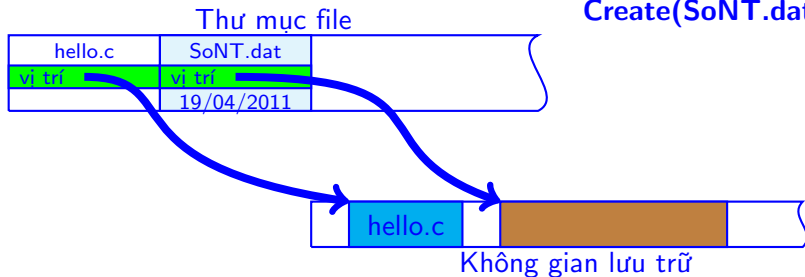 Create(SoNT.dat
Thư mục file
hello.c SoNT.dat
vị trí vị trí
19/04/2011
hello.c
Không gian lưu trữ